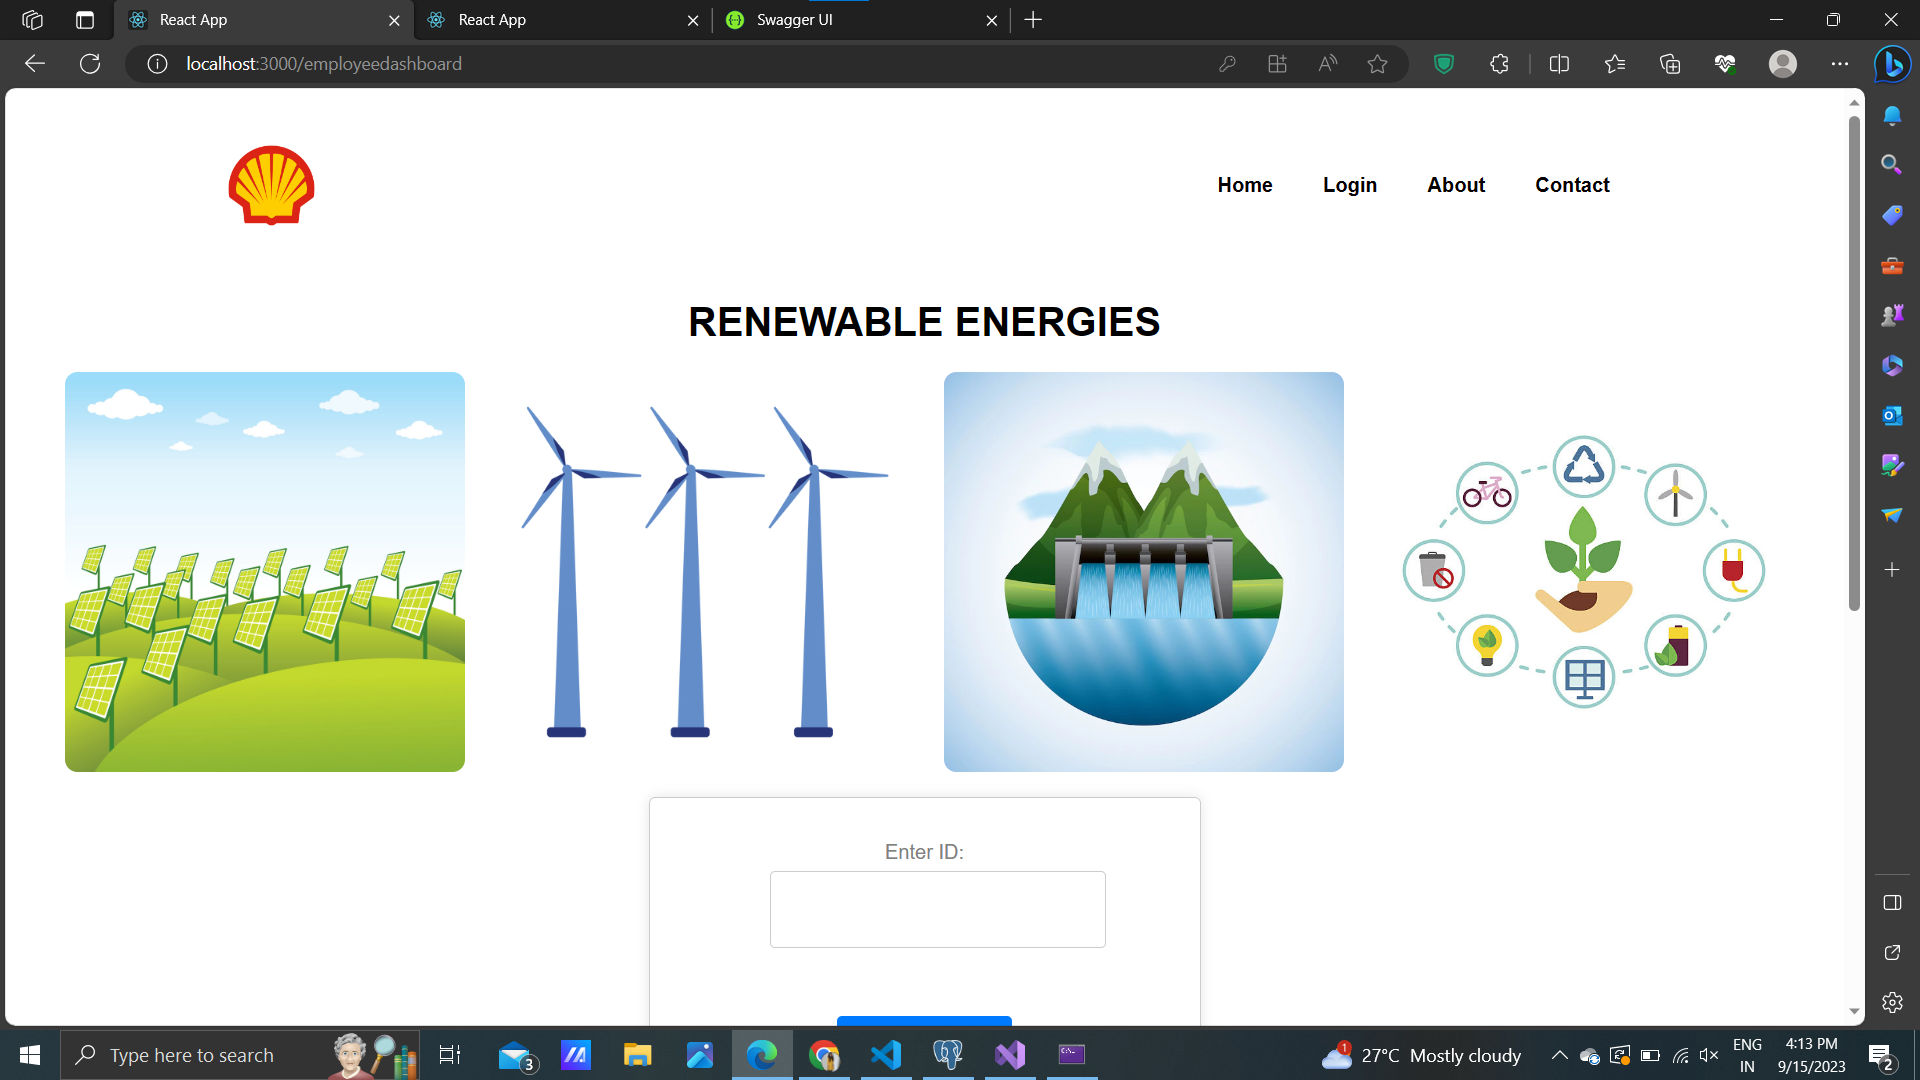 React App
React App
Swagger UI
localhost:3000/employeedashboard
Home
Login
About
Contact
RENEWABLE ENERGIES
Enter ID:
Type here to search
3
1
27°C Mostly cloudy
ENG
IN
4:13 PM
9/15/2023
2